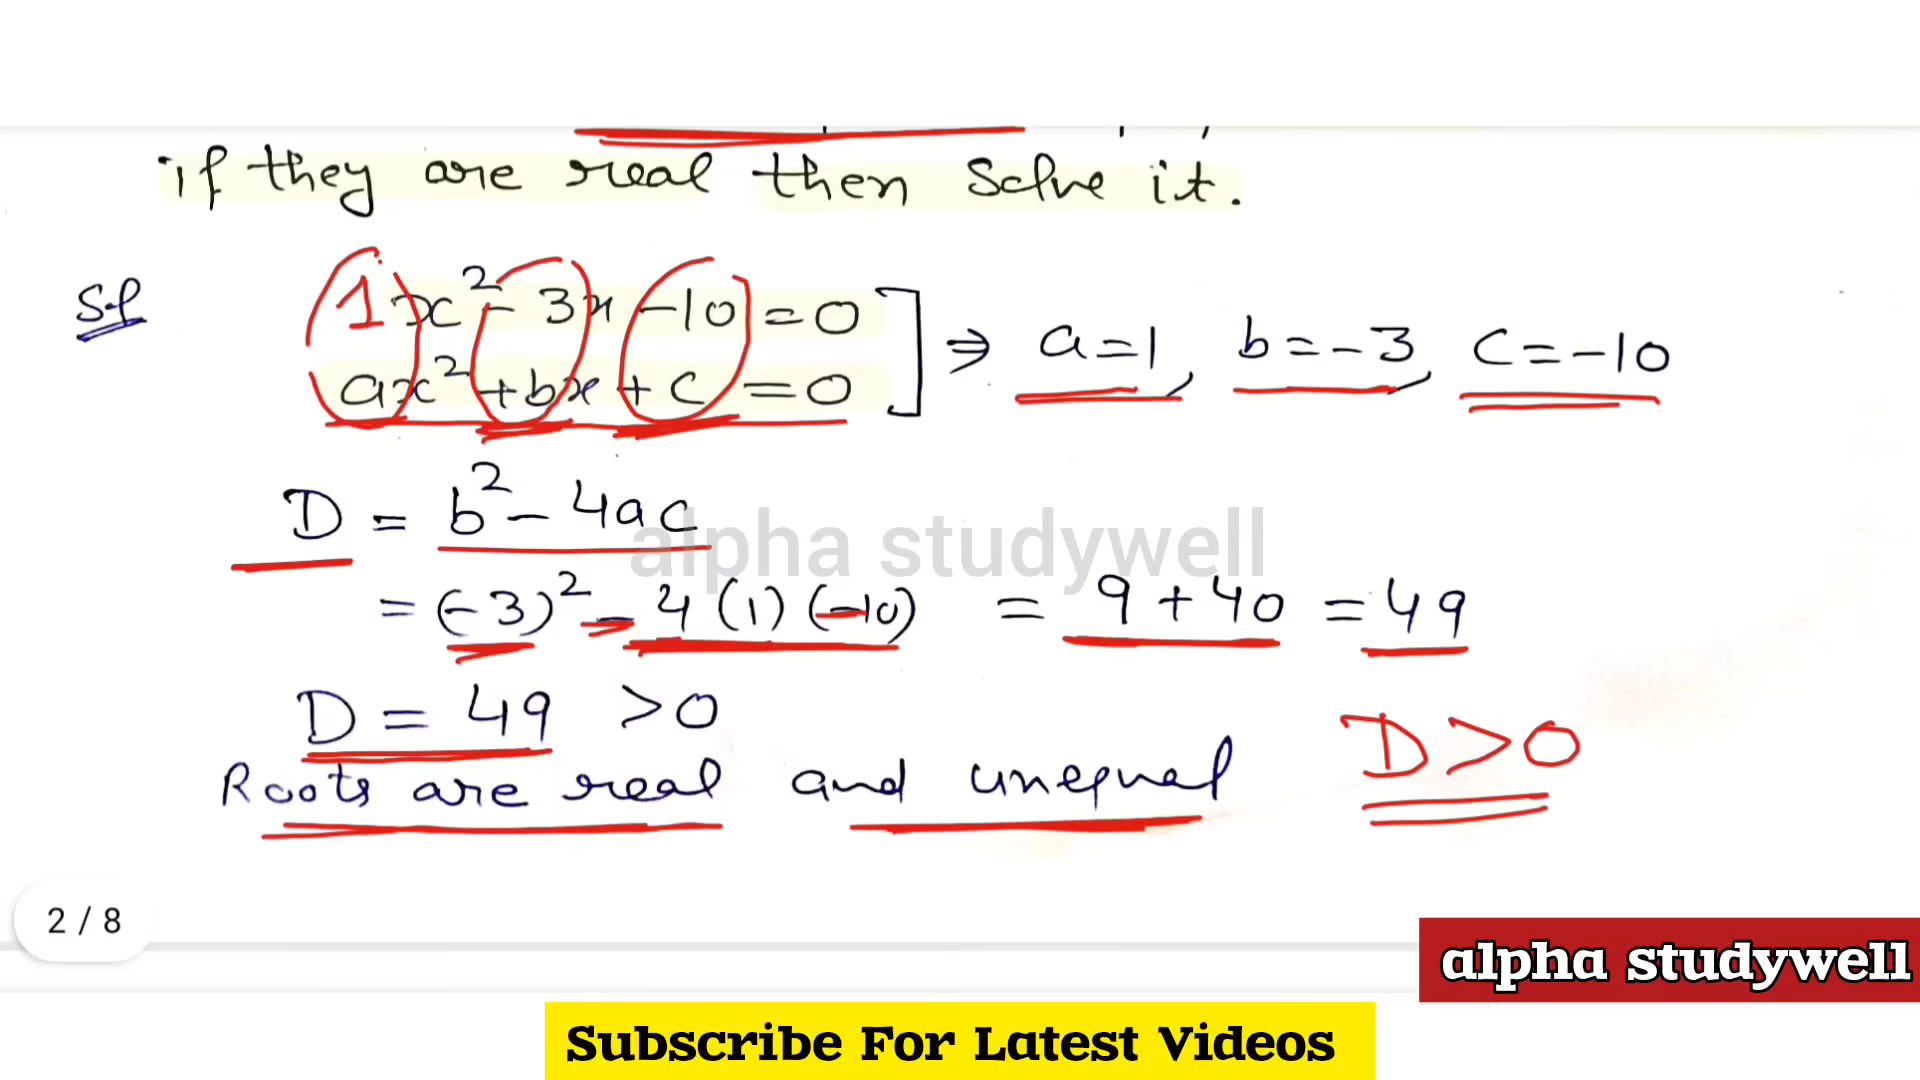 if they are real then solve it.
Sol 1x² - 3x - 10 = 0
ax² + bx + c = 0 ] ⇒ a=1, b=-3, c=-10
D = b² - 4ac
alpha studywell
= (-3)² - 4 (1) (-10) = 9 + 40 = 49
D = 49 > 0
D > 0
Roots are real and unequal
2 / 8
alpha studywell
Subscribe For Latest Videos